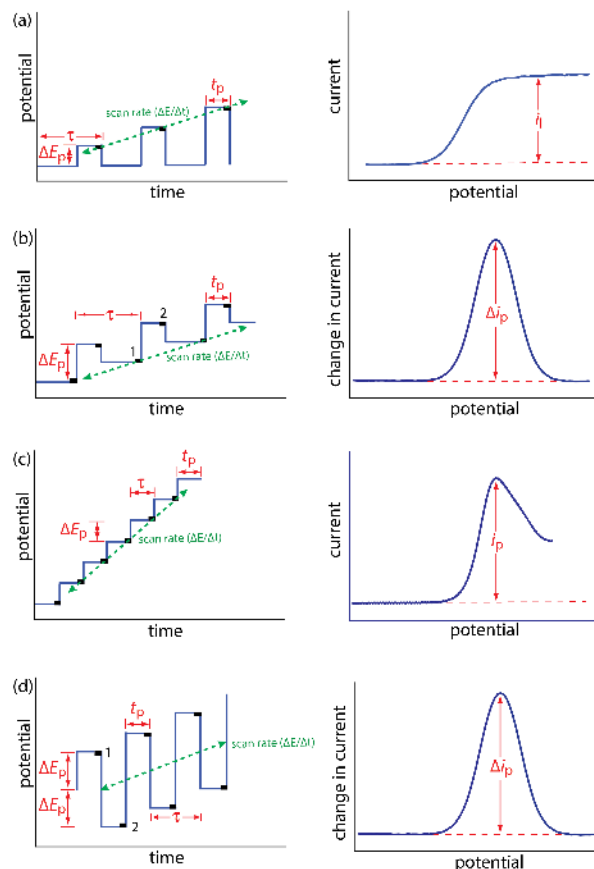 (a)
potential
τ
ΔEp
scan rate (ΔE/Δt)
tp
time
current
il
potential
(b)
potential
ΔEp
τ
1
2
tp
scan rate (ΔE/Δt)
time
change in current
Δip
potential
(c)
potential
ΔEp
τ
tp
scan rate (ΔE/Δt)
time
current
ip
potential
(d)
potential
ΔEp
ΔEp
1
2
tp
τ
scan rate (ΔE/Δt)
time
change in current
Δip
potential